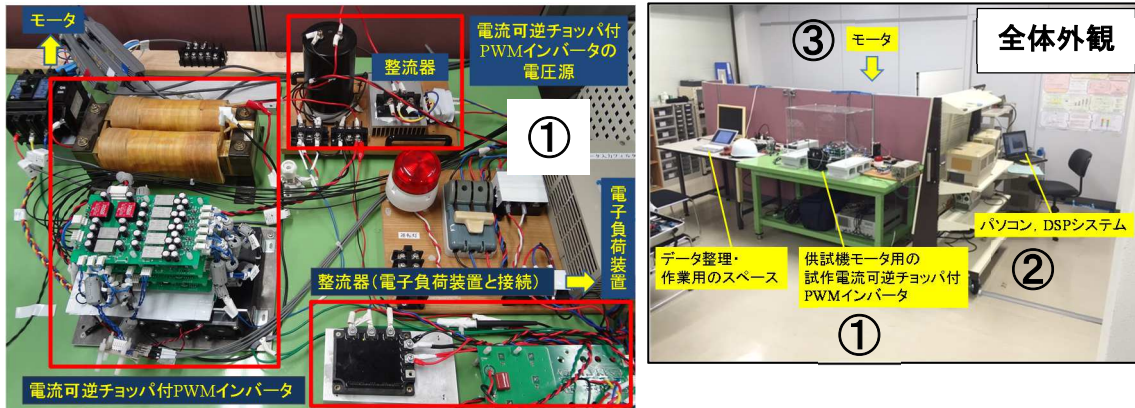 モータ
電流可逆チョッパ付
PWMインバータの
電圧源
整流器
①
電子負荷装置
運転灯
整流器(電子負荷装置と接続)
電流可逆チョッパ付PWMインバータ
全体外観
③
モータ
パソコン，DSPシステム
②
データ整理・
作業用のスペース
供試機モータ用の
試作電流可逆チョッパ付
PWMインバータ
①